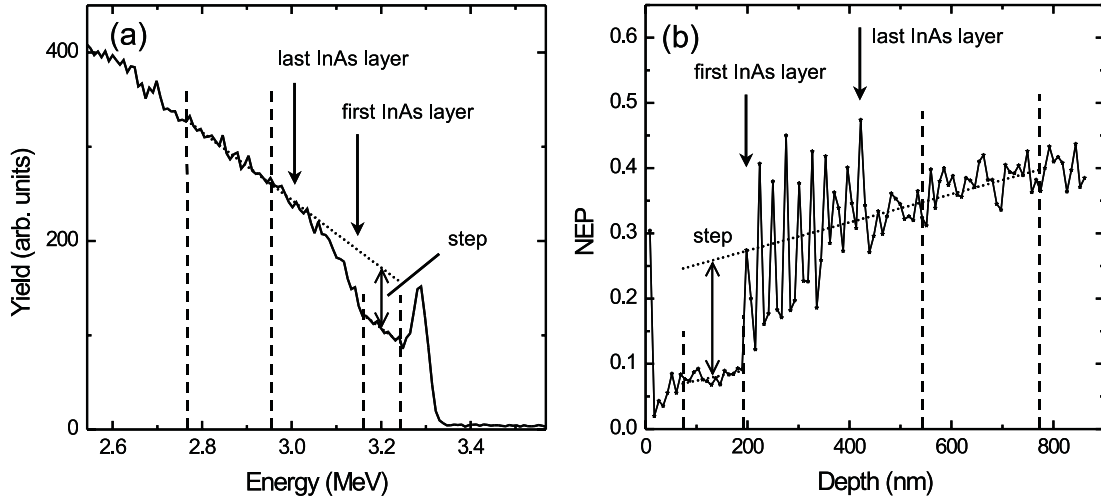 (a)
last InAs layer
first InAs layer
step
400
200
0
Yield (arb. units)
2.6 2.8 3.0 3.2 3.4
Energy (MeV)
(b)
last InAs layer
first InAs layer
step
0.6
0.5
0.4
0.3
0.2
0.1
0.0
NEP
0 200 400 600 800
Depth (nm)